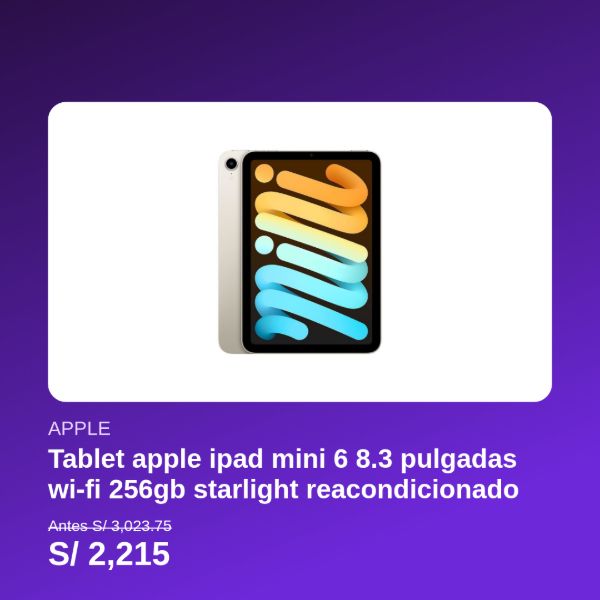 APPLE
Tablet apple ipad mini 6 8.3 pulgadas
wi-fi 256gb starlight reacondicionado
Antes S/ 3,023.75
S/ 2,215